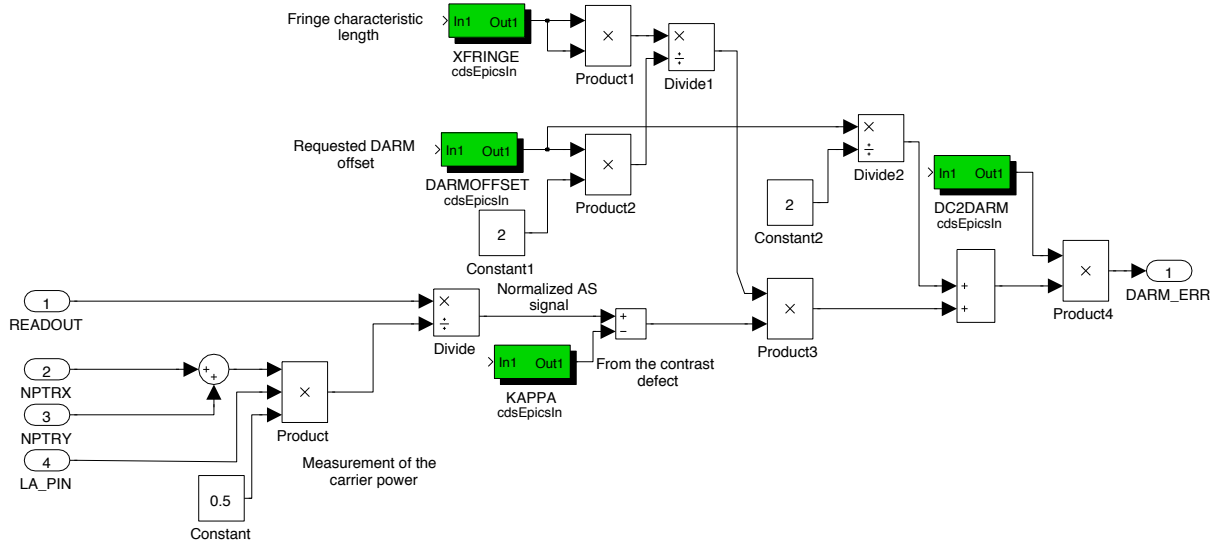 Fringe characteristic
length
In1 Out1
XFRINGE
cdsEpicsIn
×
Product1
×
÷
Divide1
Requested DARM
offset
In1 Out1
DARMOFFSET
cdsEpicsIn
×
Product2
2
Constant1
×
÷
Divide2
2
Constant2
In1 Out1
DC2DARM
cdsEpicsIn
+
+
×
Product4
1
DARM_ERR
1
READOUT
×
÷
Divide
Normalized AS
signal
+
−
In1 Out1
KAPPA
cdsEpicsIn
From the contrast
defect
×
Product3
2
NPTRX
3
NPTRY
4
LA_PIN
+
+
×
Product
0.5
Constant
Measurement of the
carrier power